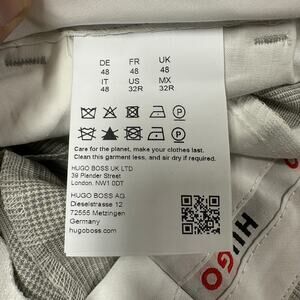 DE FR UK
48 48 48
IT US MX
48 32R 32R
Care for the planet, make your clothes last.
Clean this garment less, and air dry if required.
HUGO BOSS UK LTD
39 Plender Street
London, NW1 0DT
HUGO BOSS AG
Dieselstrasse 12
72555 Metzingen
Germany
hugoboss.com
HUGO